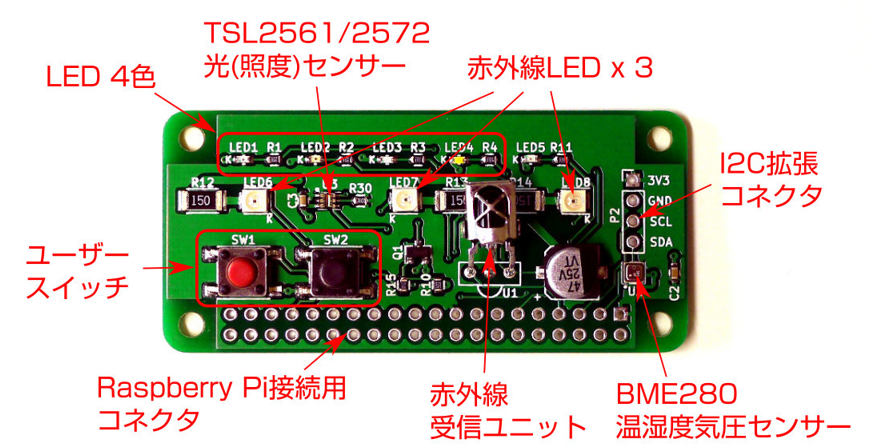 TSL2561/2572
光(照度)センサー
LED 4色
赤外線LED x 3
LED1 R1 LED2 R2 LED3 R3 LED4 R4 LED5 R11
K K K K K
I2C拡張
コネクタ
R12 LED6 R30 LED7 R13 R14 LED8
150 C3 150
K K K
P2
3V3
GND
SCL
SDA
ユーザー
スイッチ
SW1 SW2
Q1
R15 R10
U1
+
47
25V
VT
C2
Raspberry Pi接続用
コネクタ
赤外線
受信ユニット
BME280
温湿度気圧センサー